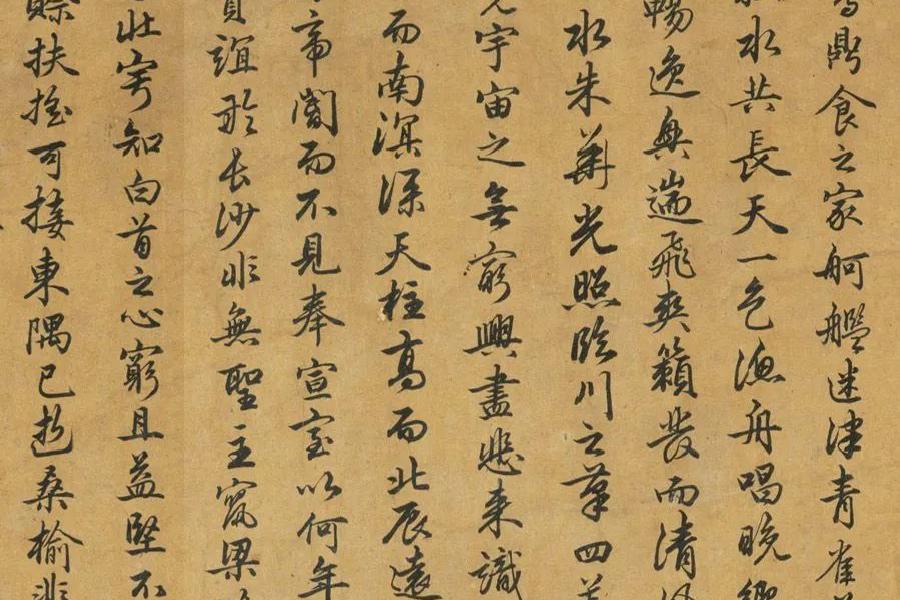 鼎食之家舸艦迷津青雀
水共長天一色漁舟唱晚響
暢逸興遄飛爽籟發而清風
水朱華光照臨川之筆四
宇宙之無窮興盡悲來識
而南溟深天柱高而北辰遠
帝閽而不見奉宣室以何年
誼於長沙非無聖主竄梁
壯寧知白首之心窮且益堅不
賒扶搖可接東隅已逝桑榆非